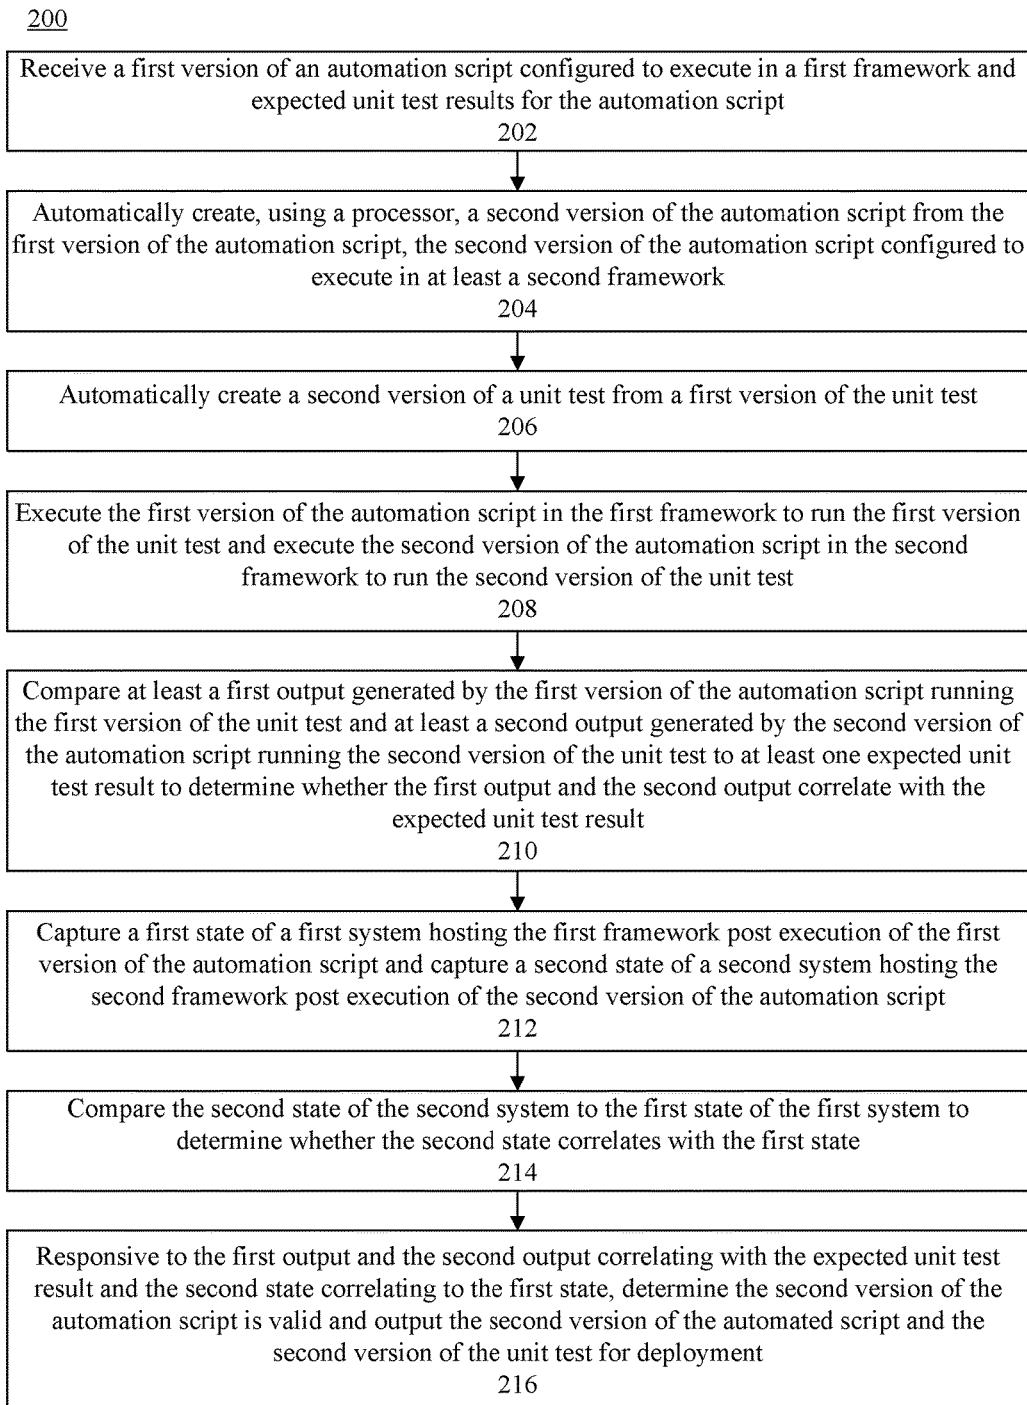 200
Receive a first version of an automation script configured to execute in a first framework and
expected unit test results for the automation script
202
Automatically create, using a processor, a second version of the automation script from the
first version of the automation script, the second version of the automation script configured to
execute in at least a second framework
204
Automatically create a second version of a unit test from a first version of the unit test
206
Execute the first version of the automation script in the first framework to run the first version
of the unit test and execute the second version of the automation script in the second
framework to run the second version of the unit test
208
Compare at least a first output generated by the first version of the automation script running
the first version of the unit test and at least a second output generated by the second version of
the automation script running the second version of the unit test to at least one expected unit
test result to determine whether the first output and the second output correlate with the
expected unit test result
210
Capture a first state of a first system hosting the first framework post execution of the first
version of the automation script and capture a second state of a second system hosting the
second framework post execution of the second version of the automation script
212
Compare the second state of the second system to the first state of the first system to
determine whether the second state correlates with the first state
214
Responsive to the first output and the second output correlating with the expected unit test
result and the second state correlating to the first state, determine the second version of the
automation script is valid and output the second version of the automated script and the
second version of the unit test for deployment
216